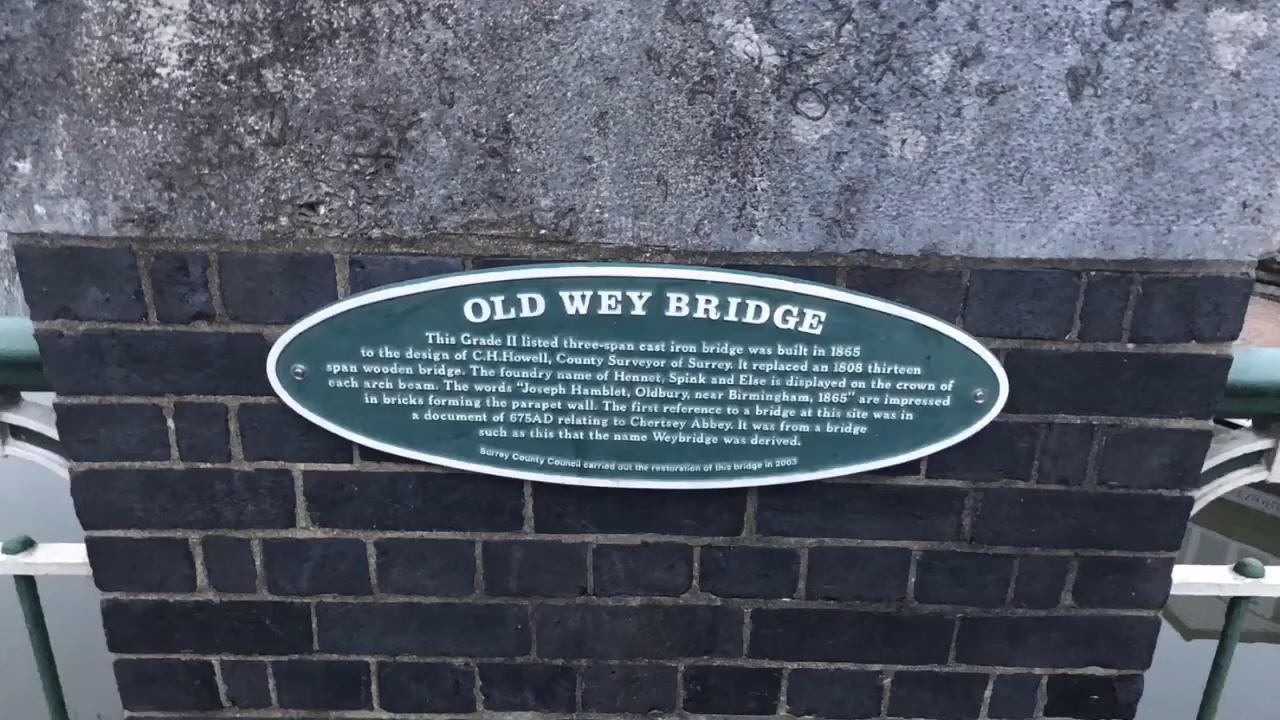 OLD WEY BRIDGE
This Grade II listed three-span cast iron bridge was built in 1865
to the design of C.H.Howell, County Surveyor of Surrey. It replaced an 1808 thirteen
span wooden bridge. The foundry name of Hennet, Spink and Else is displayed on the crown of
each arch beam. The words "Joseph Hamblet, Oldbury, near Birmingham, 1865" are impressed
in bricks forming the parapet wall. The first reference to a bridge at this site was in
a document of 675AD relating to Chertsey Abbey. It was from a bridge
such as this that the name Weybridge was derived.
Surrey County Council carried out the restoration of this bridge in 2003